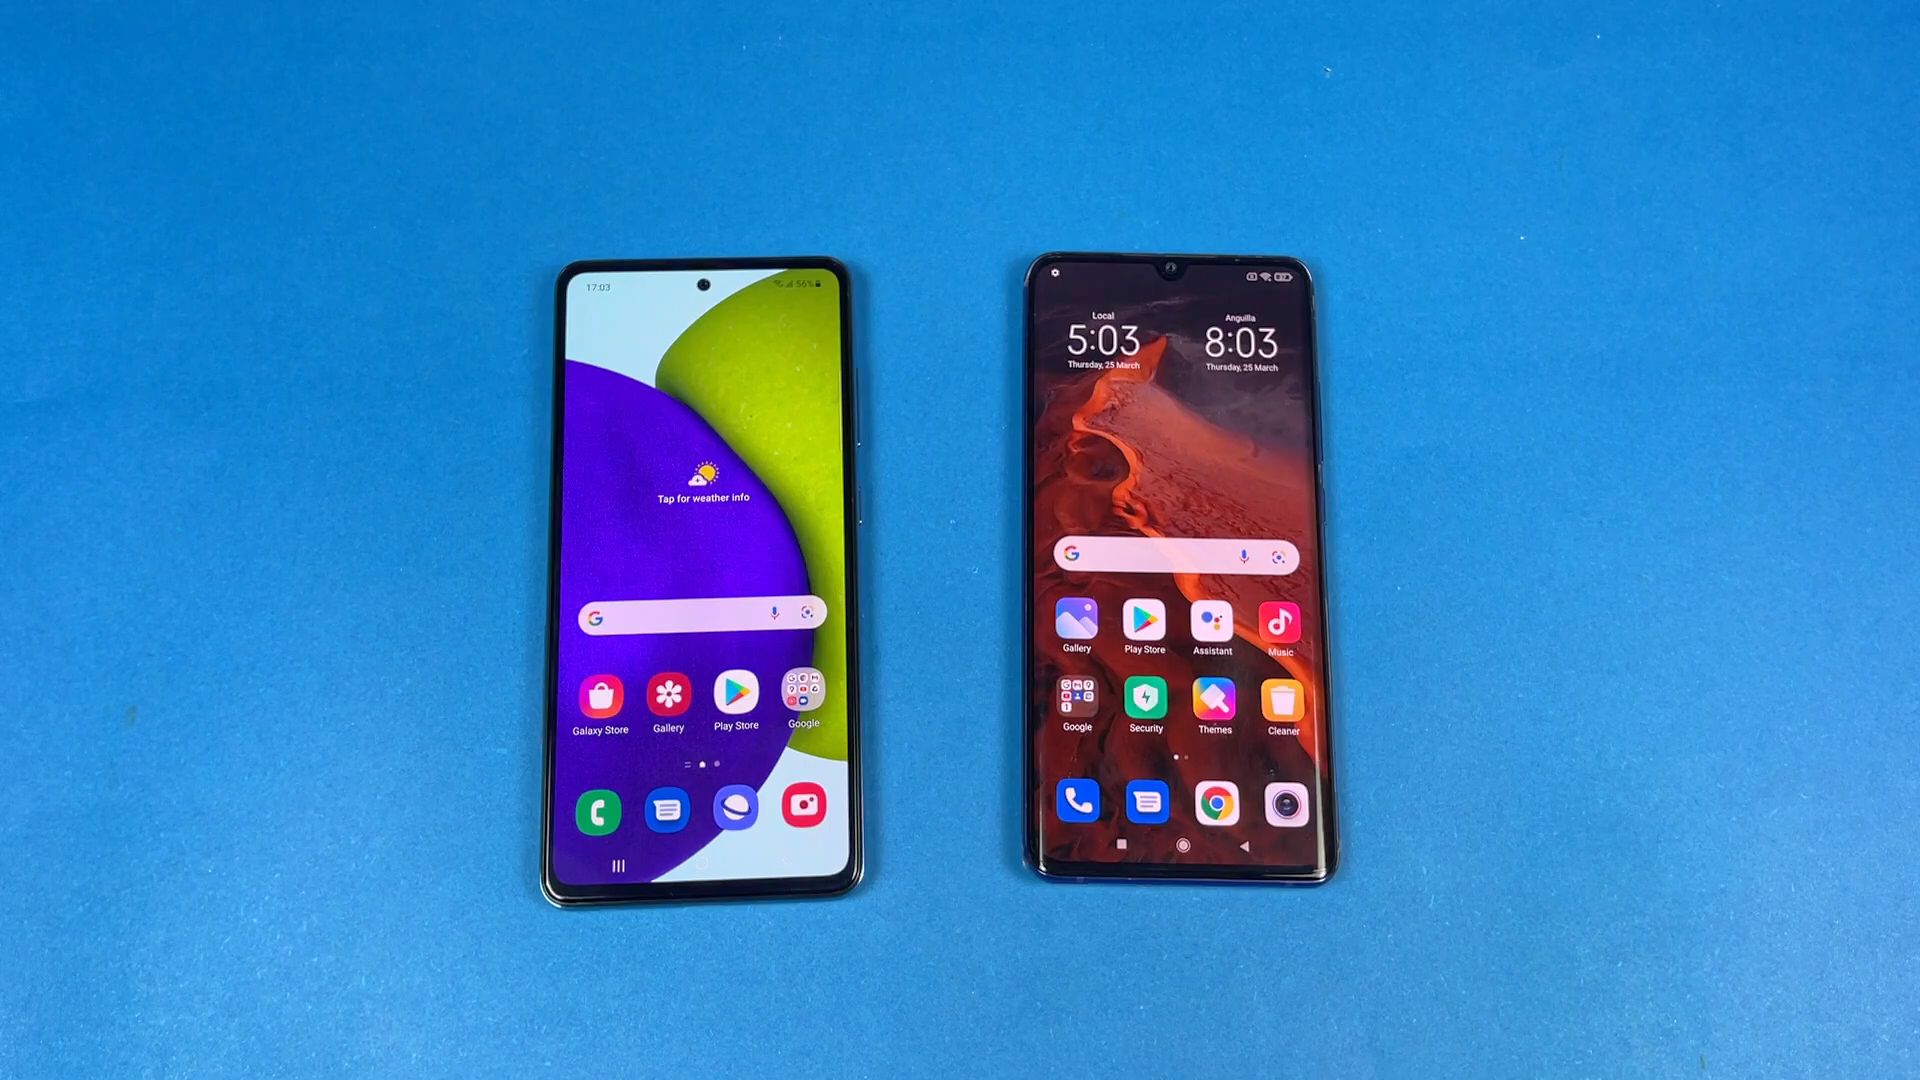 17:03
56%
Tap for weather info
Galaxy Store
Gallery
Play Store
Google
Local
5:03
Thursday, 25 March
Anguilla
8:03
Thursday, 25 March
Gallery
Play Store
Assistant
Music
Google
Security
Themes
Cleaner